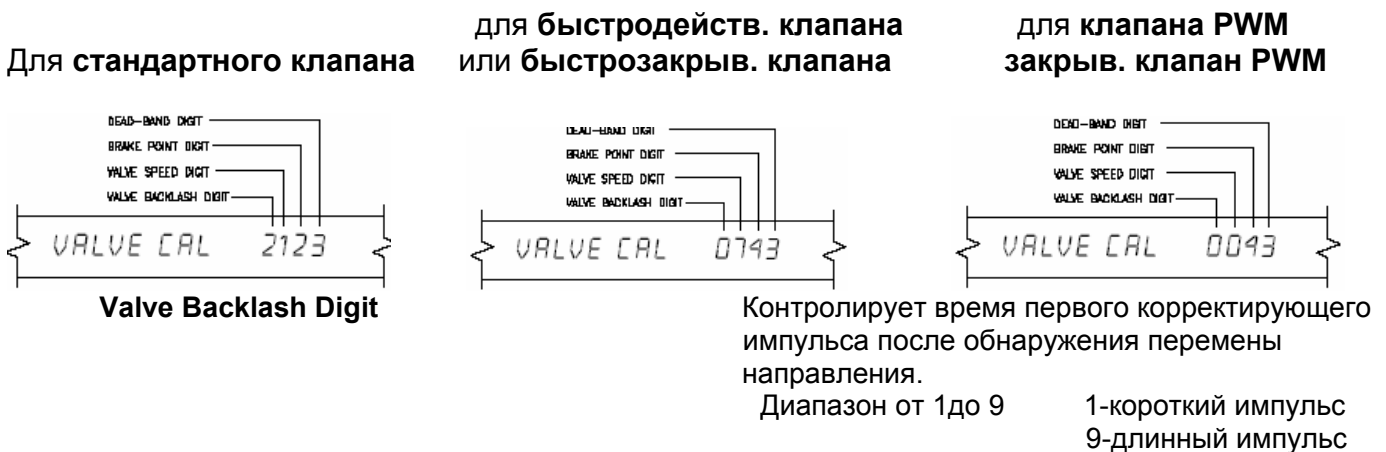 для быстродейств. клапана для клапана PWM
Для стандартного клапана или быстрозакрыв. клапана закрыв. клапан PWM
DEAD-BAND DIGIT
BRAKE POINT DIGIT
VALVE SPEED DIGIT
VALVE BACKLASH DIGIT
VALVE CAL 2123
DEAD-BAND DIGIT
BRAKE POINT DIGIT
VALVE SPEED DIGIT
VALVE BACKLASH DIGIT
VALVE CAL 0743
DEAD-BAND DIGIT
BRAKE POINT DIGIT
VALVE SPEED DIGIT
VALVE BACKLASH DIGIT
VALVE CAL 0043
Valve Backlash Digit Контролирует время первого корректирующего
импульса после обнаружения перемены
направления.
Диапазон от 1до 9 1-короткий импульс
9-длинный импульс